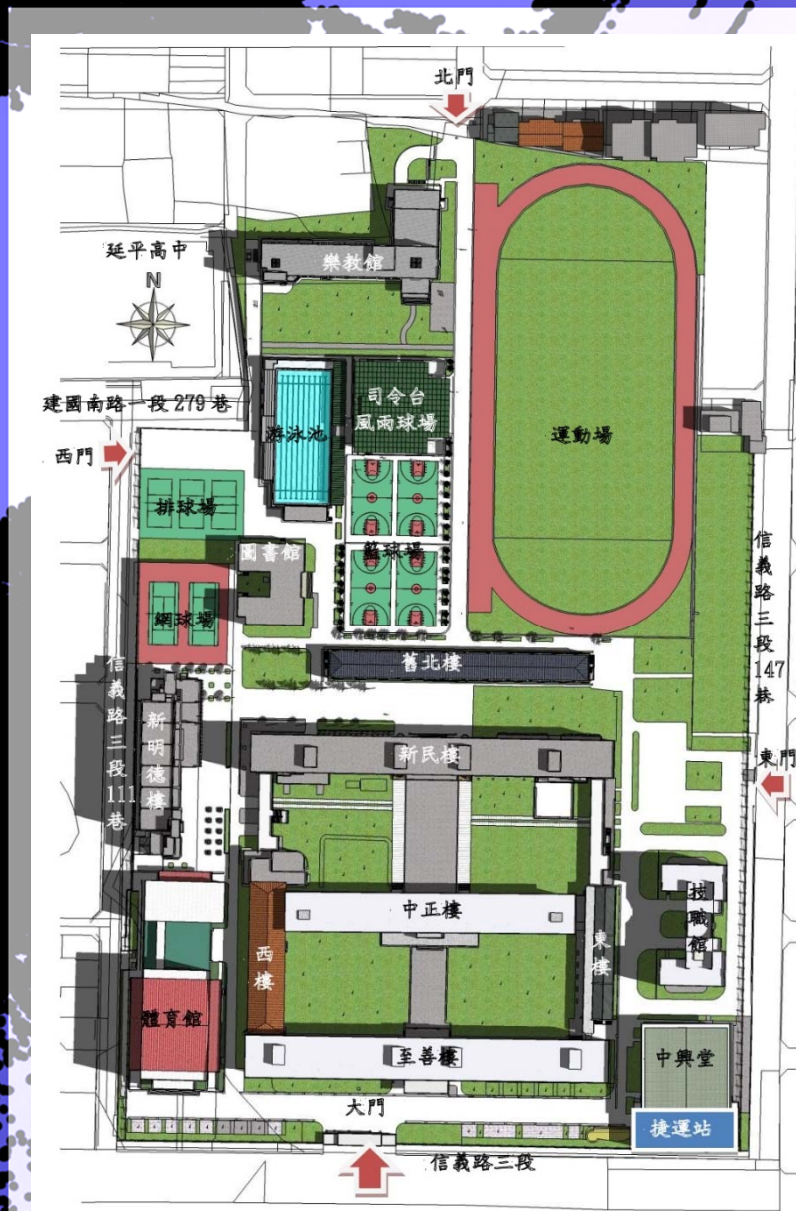 北門
樂教館
延平高中
N
司令台
風雨球場
建國南路一段279巷
游泳池
運動場
西門
排球場
籃球場
圖書館
信義路三段147巷
網球場
舊北樓
信義路三段111巷
新明德樓
新民樓
東門
中正樓
技職館
西樓
東樓
體育館
至善樓
中興堂
大門
捷運站
信義路三段